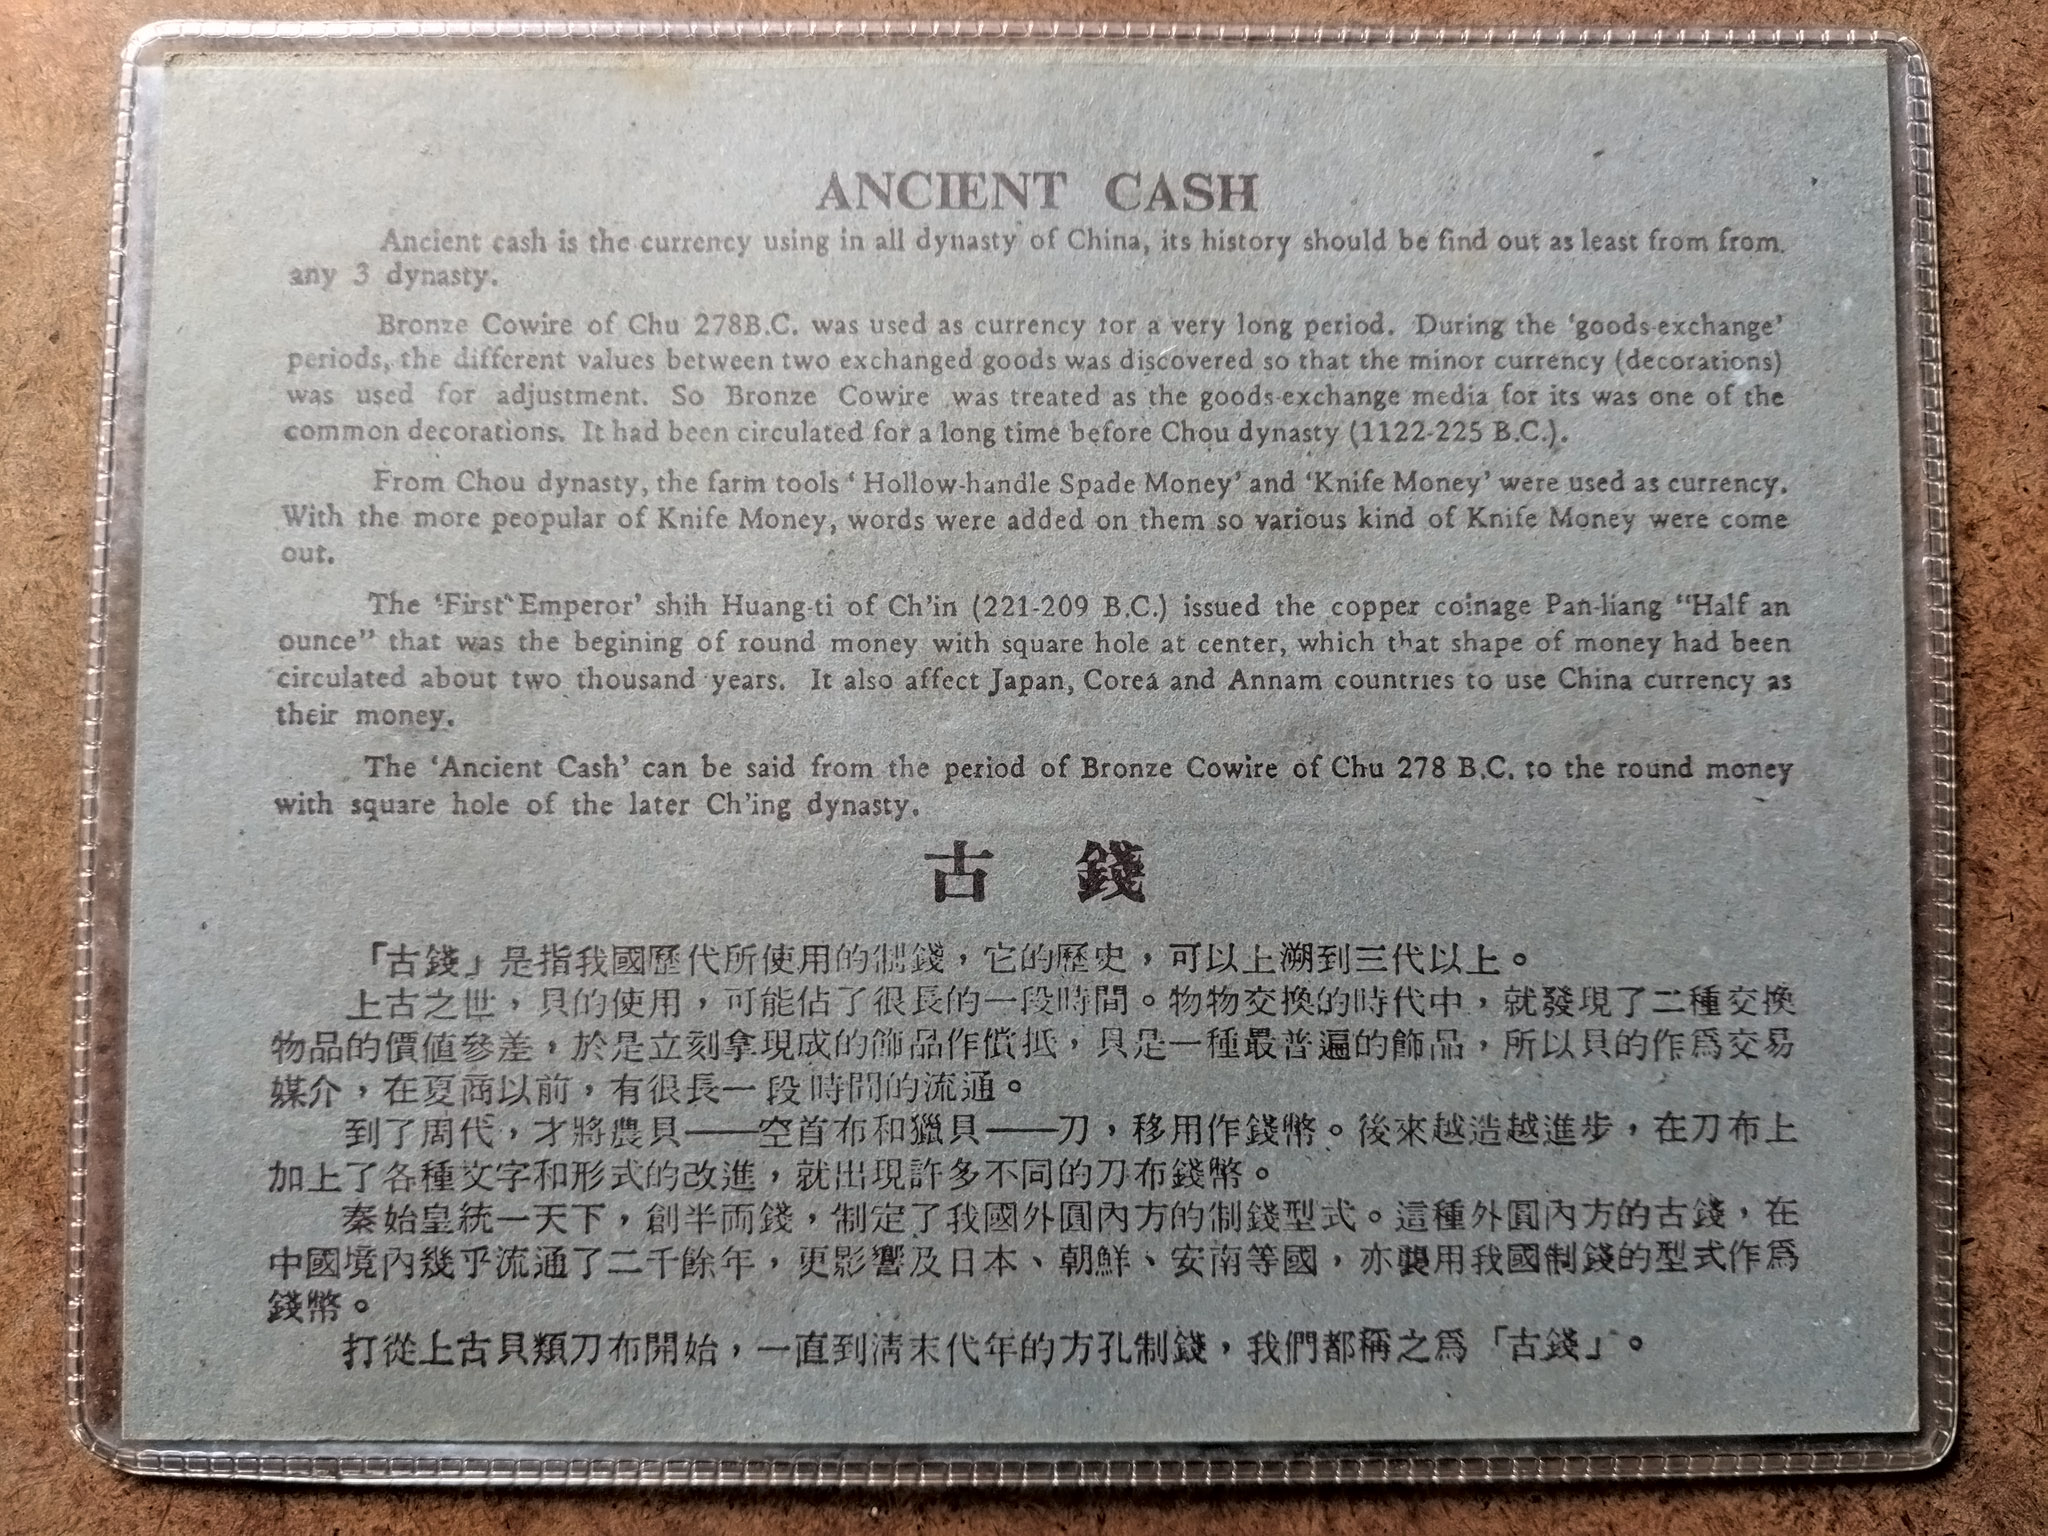 ANCIENT CASH
Ancient cash is the currency using in all dynasty of China, its history should be find out as least from from
any 3 dynasty.
Bronze Cowire of Chu 278B.C. was used as currency for a very long period. During the ‘goods-exchange’
periods, the different values between two exchanged goods was discovered so that the minor currency (decorations)
was used for adjustment. So Bronze Cowire was treated as the goods-exchange media for its was one of the
common decorations. It had been circulated for a long time before Chou dynasty (1122-225 B.C.).
From Chou dynasty, the farm tools ‘Hollow-handle Spade Money’ and ‘Knife Money’ were used as currency.
With the more peopular of Knife Money, words were added on them so various kind of Knife Money were come
out.
The ‘First Emperor’ shih Huang-ti of Ch’in (221-209 B.C.) issued the copper coinage Pan-liang “Half an
ounce” that was the begining of round money with square hole at center, which that shape of money had been
circulated about two thousand years. It also affect Japan, Corea and Annam countries to use China currency as
their money.
The ‘Ancient Cash’ can be said from the period of Bronze Cowire of Chu 278 B.C. to the round money
with square hole of the later Ch’ing dynasty.
古 錢
「古錢」是指我國歷代所使用的制錢，它的歷史，可以上溯到三代以上。
上古之世，貝的使用，可能佔了很長的一段時間。物物交換的時代中，就發現了二種交換
物品的價值參差，於是立刻拿現成的飾品作償抵，貝是一種最普遍的飾品，所以貝的作爲交易
媒介，在夏商以前，有很長一段時間的流通。
到了周代，才將農具——空首布和獵具——刀，移用作錢幣。後來越造越進步，在刀布上
加上了各種文字和形式的改進，就出現許多不同的刀布錢幣。
秦始皇統一天下，創半両錢，制定了我國外圓內方的制錢型式。這種外圓內方的古錢，在
中國境內幾乎流通了二千餘年，更影響及日本、朝鮮、安南等國，亦襲用我國制錢的型式作爲
錢幣。
打從上古貝類刀布開始，一直到淸末代年的方孔制錢，我們都稱之爲「古錢」。